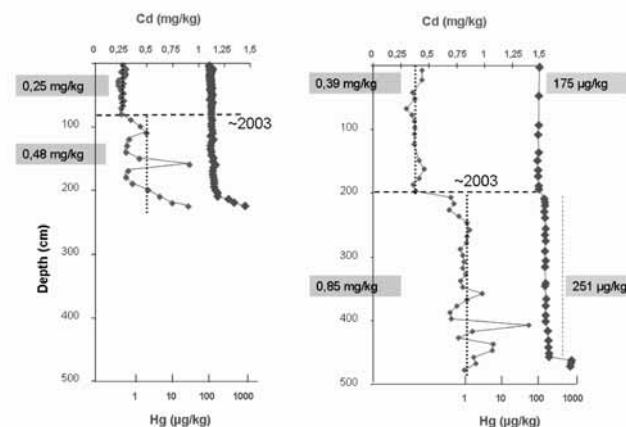 Cd (mg/kg)
0,25 0,5 0,75 1 1,25 1,5
0,25 mg/kg
~2003
0,48 mg/kg
100
200
300
400
500
Depth (cm)
1 10 100 1000
Hg (µg/kg)
Cd (mg/kg)
0 0,25 0,5 0,75 1 1,25 1,5
0,39 mg/kg
175 µg/kg
~2003
0,85 mg/kg
251 µg/kg
100
200
300
400
500
1 10 100 1000
Hg (µg/kg)